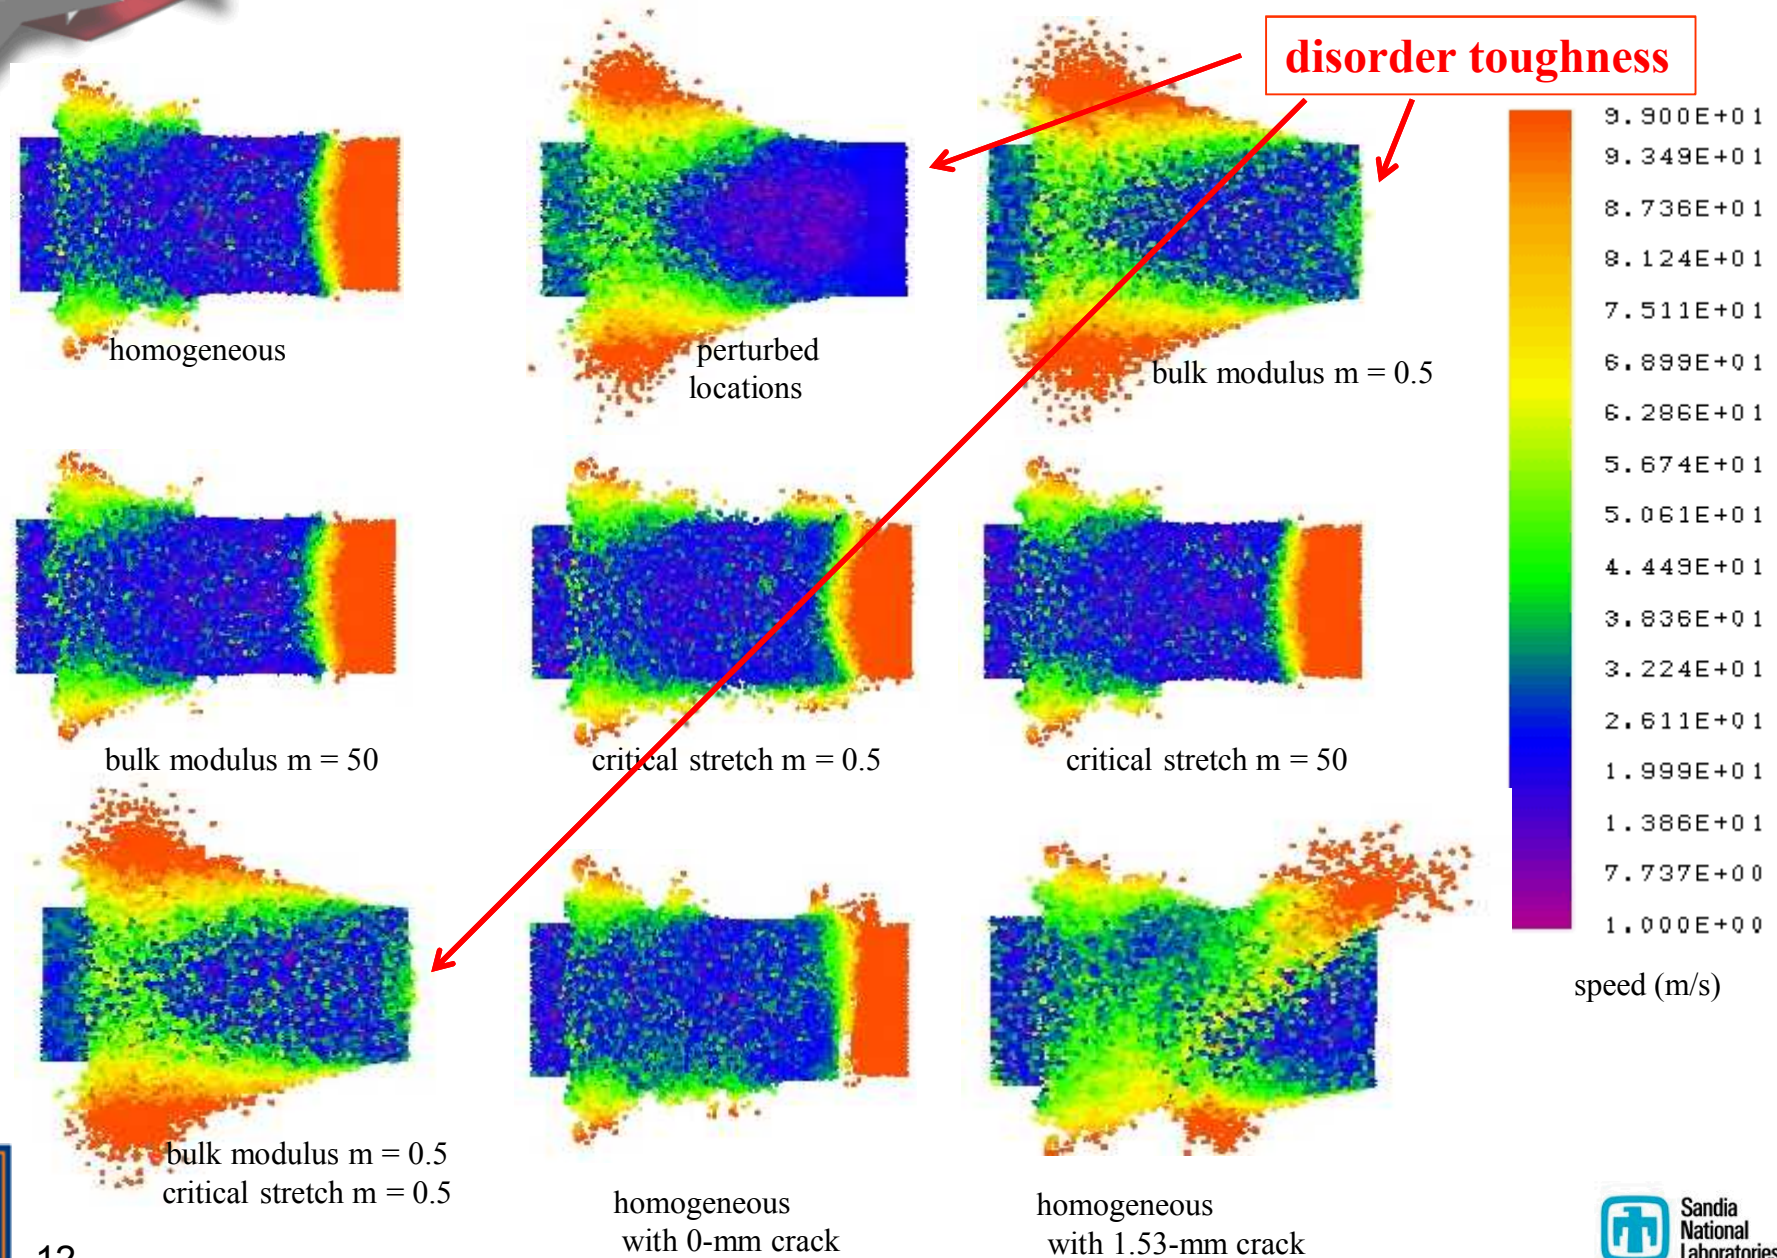 disorder toughness
homogeneous
perturbed
locations
bulk modulus m = 0.5
bulk modulus m = 50
critical stretch m = 0.5
critical stretch m = 50
bulk modulus m = 0.5
critical stretch m = 0.5
homogeneous
with 0-mm crack
homogeneous
with 1.53-mm crack
9.900E+01
9.349E+01
8.736E+01
8.124E+01
7.511E+01
6.899E+01
6.286E+01
5.674E+01
5.061E+01
4.449E+01
3.836E+01
3.224E+01
2.611E+01
1.999E+01
1.386E+01
7.737E+00
1.000E+00
speed (m/s)
12
Sandia
National
Laboratories